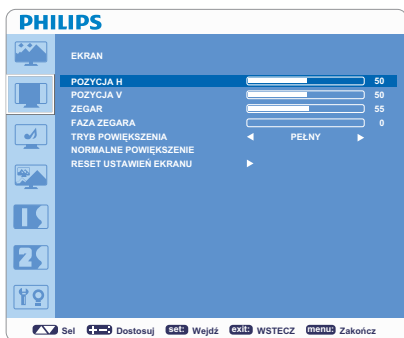 PHILIPS
EKRAN
POZYCJA H 50
POZYCJA V 50
ZEGAR 55
FAZA ZEGARA 0
TRYB POWIĘKSZENIA PEŁNY
NORMALNE POWIĘKSZENIE
RESET USTAWIEŃ EKRANU
Sel Dostosuj set: Wejdź exit: WSTECZ menu: Zakończ